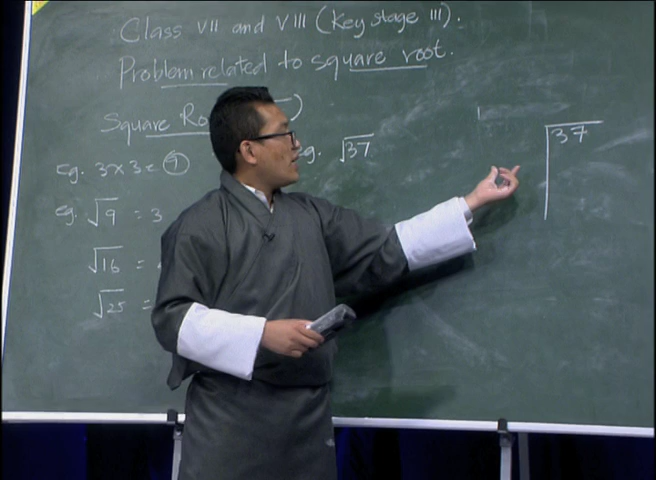 Class VII and VIII (Key stage III):
Problem related to square root.
Square
Eg. 3 x 3 = 9
eg. √9 = 3
√16 =
√25 =
eg. √37
37